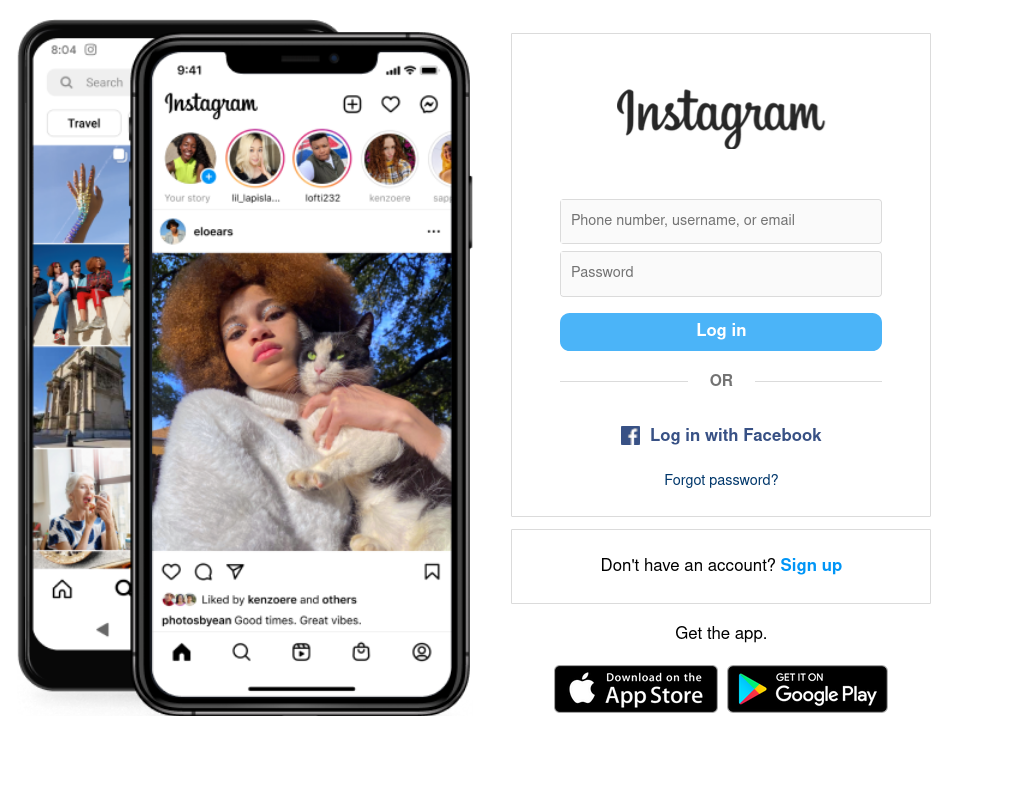 8:04
Search
Travel
9:41
Instagram
Your story
lil_lapisla...
lofti232
kenzoere
eloears
Liked by kenzoere and others
photosbyean Good times. Great vibes.
Instagram
Phone number, username, or email
Password
Log in
OR
Log in with Facebook
Forgot password?
Don't have an account? Sign up
Get the app.
Download on the
App Store
GET IT ON
Google Play